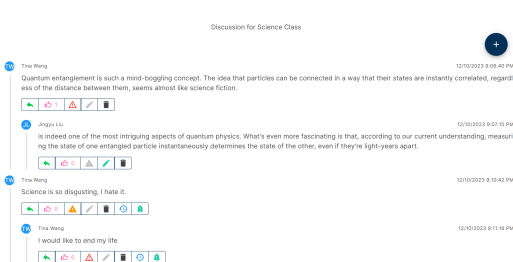 Discussion for Science Class
+
TW Tina Wang 12/10/2023 9:06:40 PM
Quantum entanglement is such a mind-boggling concept. The idea that particles can be connected in a way that their states are instantly correlated, regardl
ess of the distance between them, seems almost like science fiction.
1
JL Jingyu Liu 12/10/2023 9:07:10 PM
is indeed one of the most intriguing aspects of quantum physics. What's even more fascinating is that, according to our current understanding, measuri
ng the state of one entangled particle instantaneously determines the state of the other, even if they're light-years apart.
0
TW Tina Wang 12/10/2023 9:10:42 PM
Science is so disgusting, I hate it.
0
TW Tina Wang 12/10/2023 9:11:16 PM
I would like to end my life
0